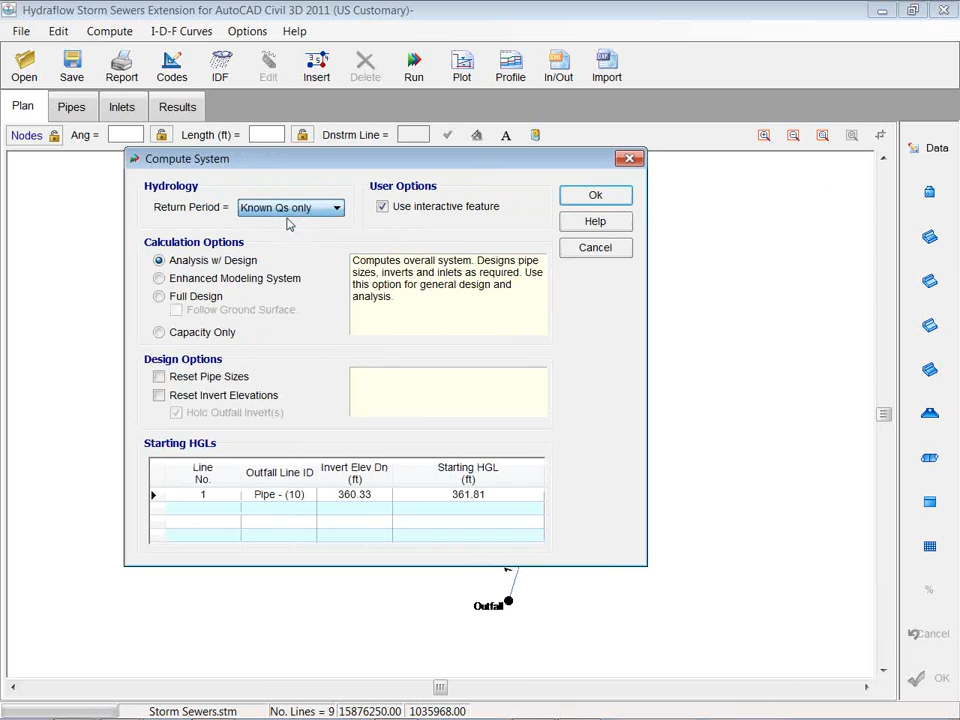 Hydraflow Storm Sewers Extension for AutoCAD Civil 3D 2011 (US Customary)-
File Edit Compute I-D-F Curves Options Help
Open Save Report Codes IDF Edit Insert Delete Run Plot Profile In/Out Import
Plan Pipes Inlets Results
Nodes Ang = Length (ft) = Dnstrm Line = A
Data
Compute System
Hydrology
Return Period = Known Qs only
User Options
Use interactive feature
Ok
Help
Cancel
Calculation Options
Analysis w/ Design
Enhanced Modeling System
Full Design
Follow Ground Surface
Capacity Only
Computes overall system. Designs pipe
sizes, inverts and inlets as required. Use
this option for general design and
analysis.
Design Options
Reset Pipe Sizes
Reset Invert Elevations
Hold Outfall Invert(s)
Starting HGLs
Line No. Outfall Line ID Invert Elev Dn (ft) Starting HGL (ft)
1 Pipe - (10) 360.33 361.81
Outfall
%
Cancel
OK
Storm Sewers.stm No. Lines = 9 15876250.00 1035968.00